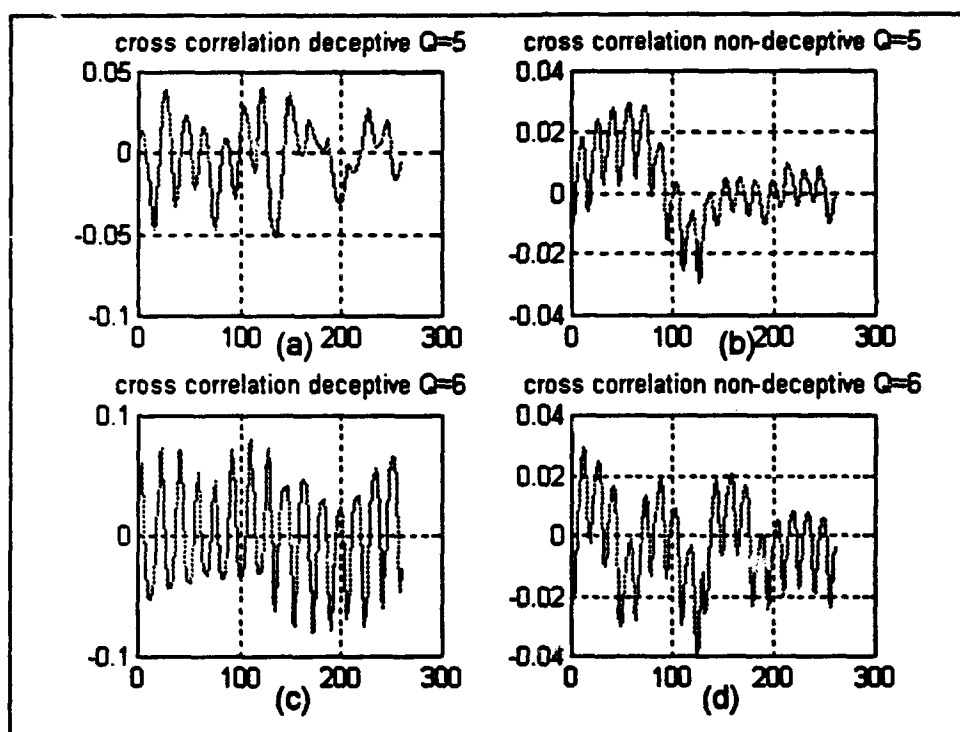 cross correlation deceptive Q=5
0.05
0
-0.05
-0.1
0 100 200 300
(a)
cross correlation non-deceptive Q=5
0.04
0.02
0
-0.02
-0.04
0 100 200 300
(b)
cross correlation deceptive Q=6
0.1
0
-0.1
0 100 200 300
(c)
cross correlation non-deceptive Q=6
0.04
0.02
0
-0.02
-0.04
0 100 200 300
(d)